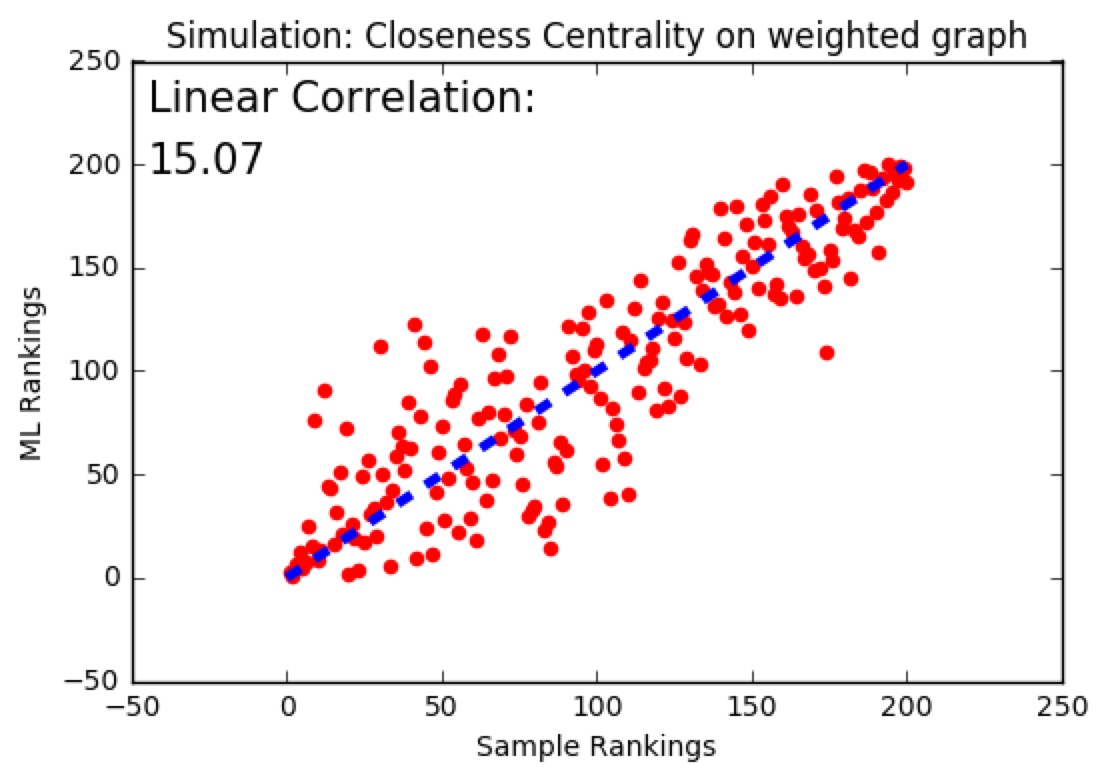 Simulation: Closeness Centrality on weighted graph
Linear Correlation:
15.07
250
200
150
100
50
0
−50
ML Rankings
−50 0 50 100 150 200 250
Sample Rankings